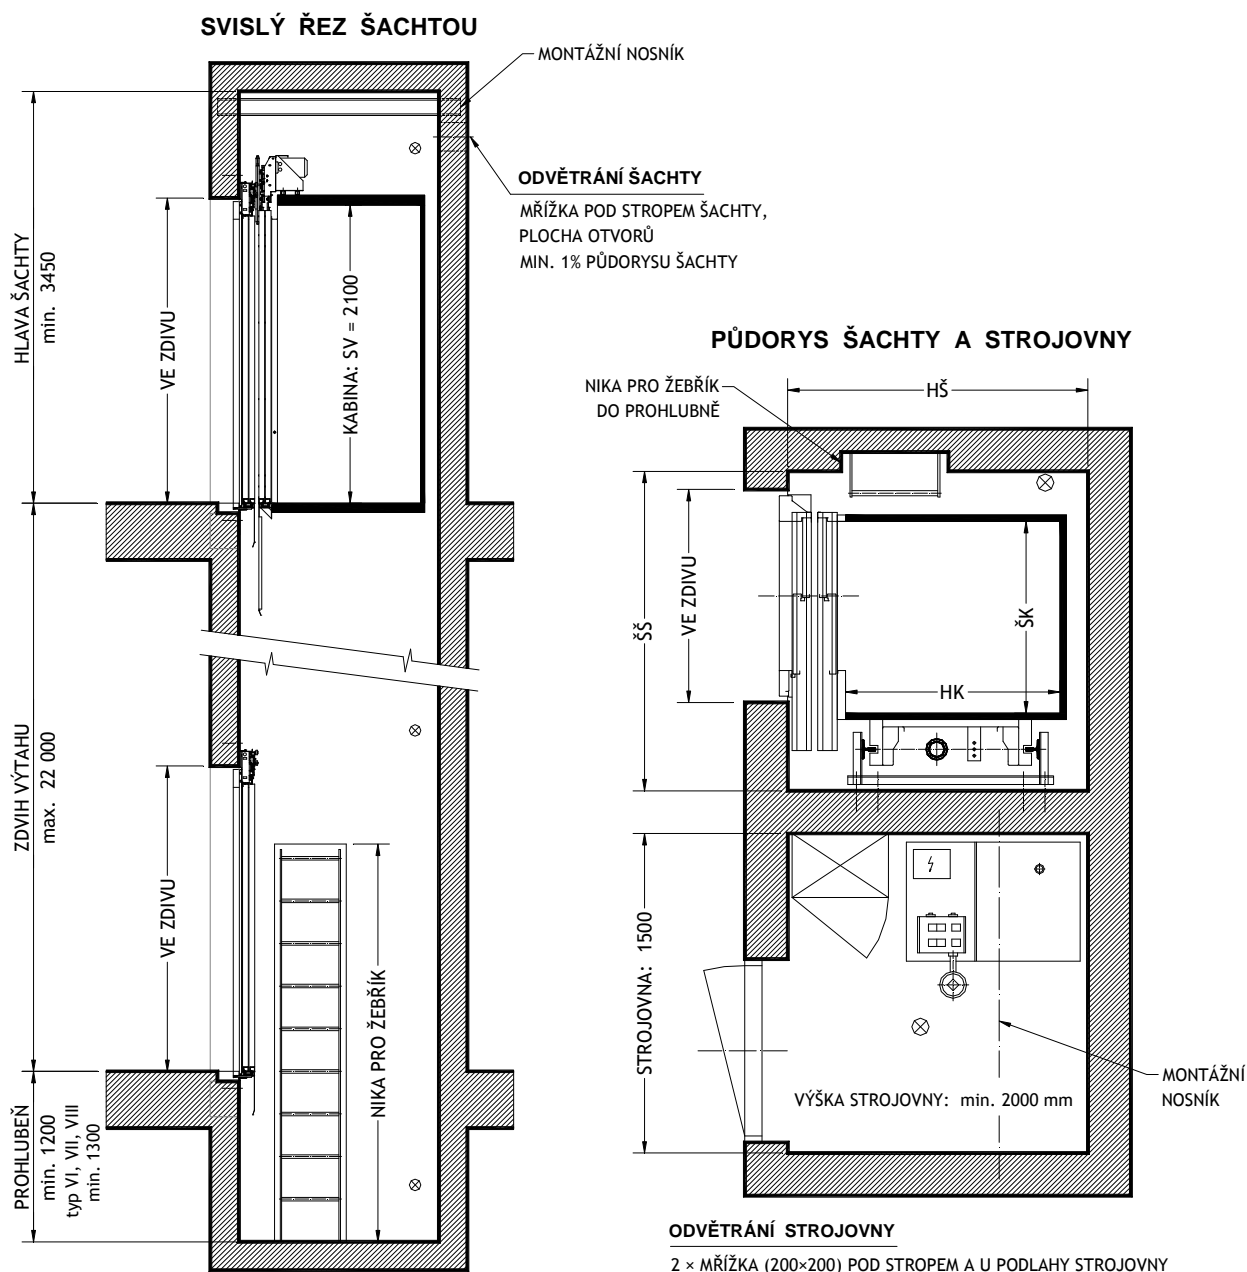 SVISLÝ ŘEZ ŠACHTOU
MONTÁŽNÍ NOSNÍK
ODVĚTRÁNÍ ŠACHTY
MŘÍŽKA POD STROPEM ŠACHTY,
PLOCHA OTVORŮ
MIN. 1% PŮDORYSU ŠACHTY
HLAVA ŠACHTY
min. 3450
VE ZDIVU
KABINA: SV = 2100
ZDVIH VÝTAHU
max. 22 000
VE ZDIVU
NIKA PRO ŽEBŘÍK
PROHLUBEŇ
min. 1200
typ VI, VII, VIII
min. 1300
PŮDORYS ŠACHTY A STROJOVNY
NIKA PRO ŽEBŘÍK
DO PROHLUBNĚ
HŠ
ŠŠ
VE ZDIVU
ŠK
HK
STROJOVNA: 1500
VÝŠKA STROJOVNY: min. 2000 mm
MONTÁŽNÍ
NOSNÍK
ODVĚTRÁNÍ STROJOVNY
2 × MŘÍŽKA (200×200) POD STROPEM A U PODLAHY STROJOVNY